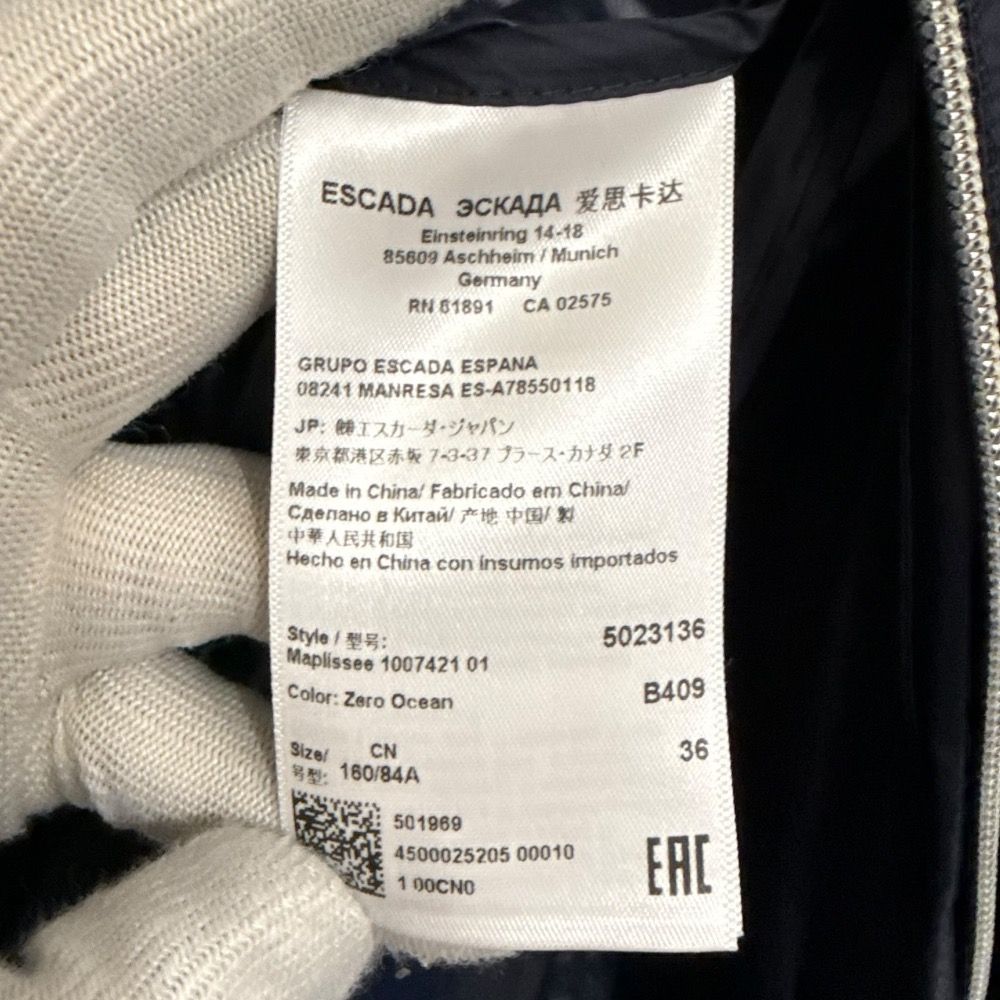 ESCADA ЭСКАДА 爱思卡达
Einsteinring 14-18
85609 Aschheim / Munich
Germany
RN 61891 CA 02575
GRUPO ESCADA ESPANA
08241 MANRESA ES-A78550118
JP: ㈱エスカーダ・ジャパン
東京都港区赤坂 7-3-37 プラース・カナダ 2F
Made in China/ Fabricado em China/
Сделано в Китай/ 产地 中国/ 製
中華人民共和国
Hecho en China con insumos importados
Style / 型号: 5023136
Maplissee 1007421 01
Color: Zero Ocean B409
Size/ CN 36
号型: 160/84A
501969
4500025205 00010
1 00CN0
EAC